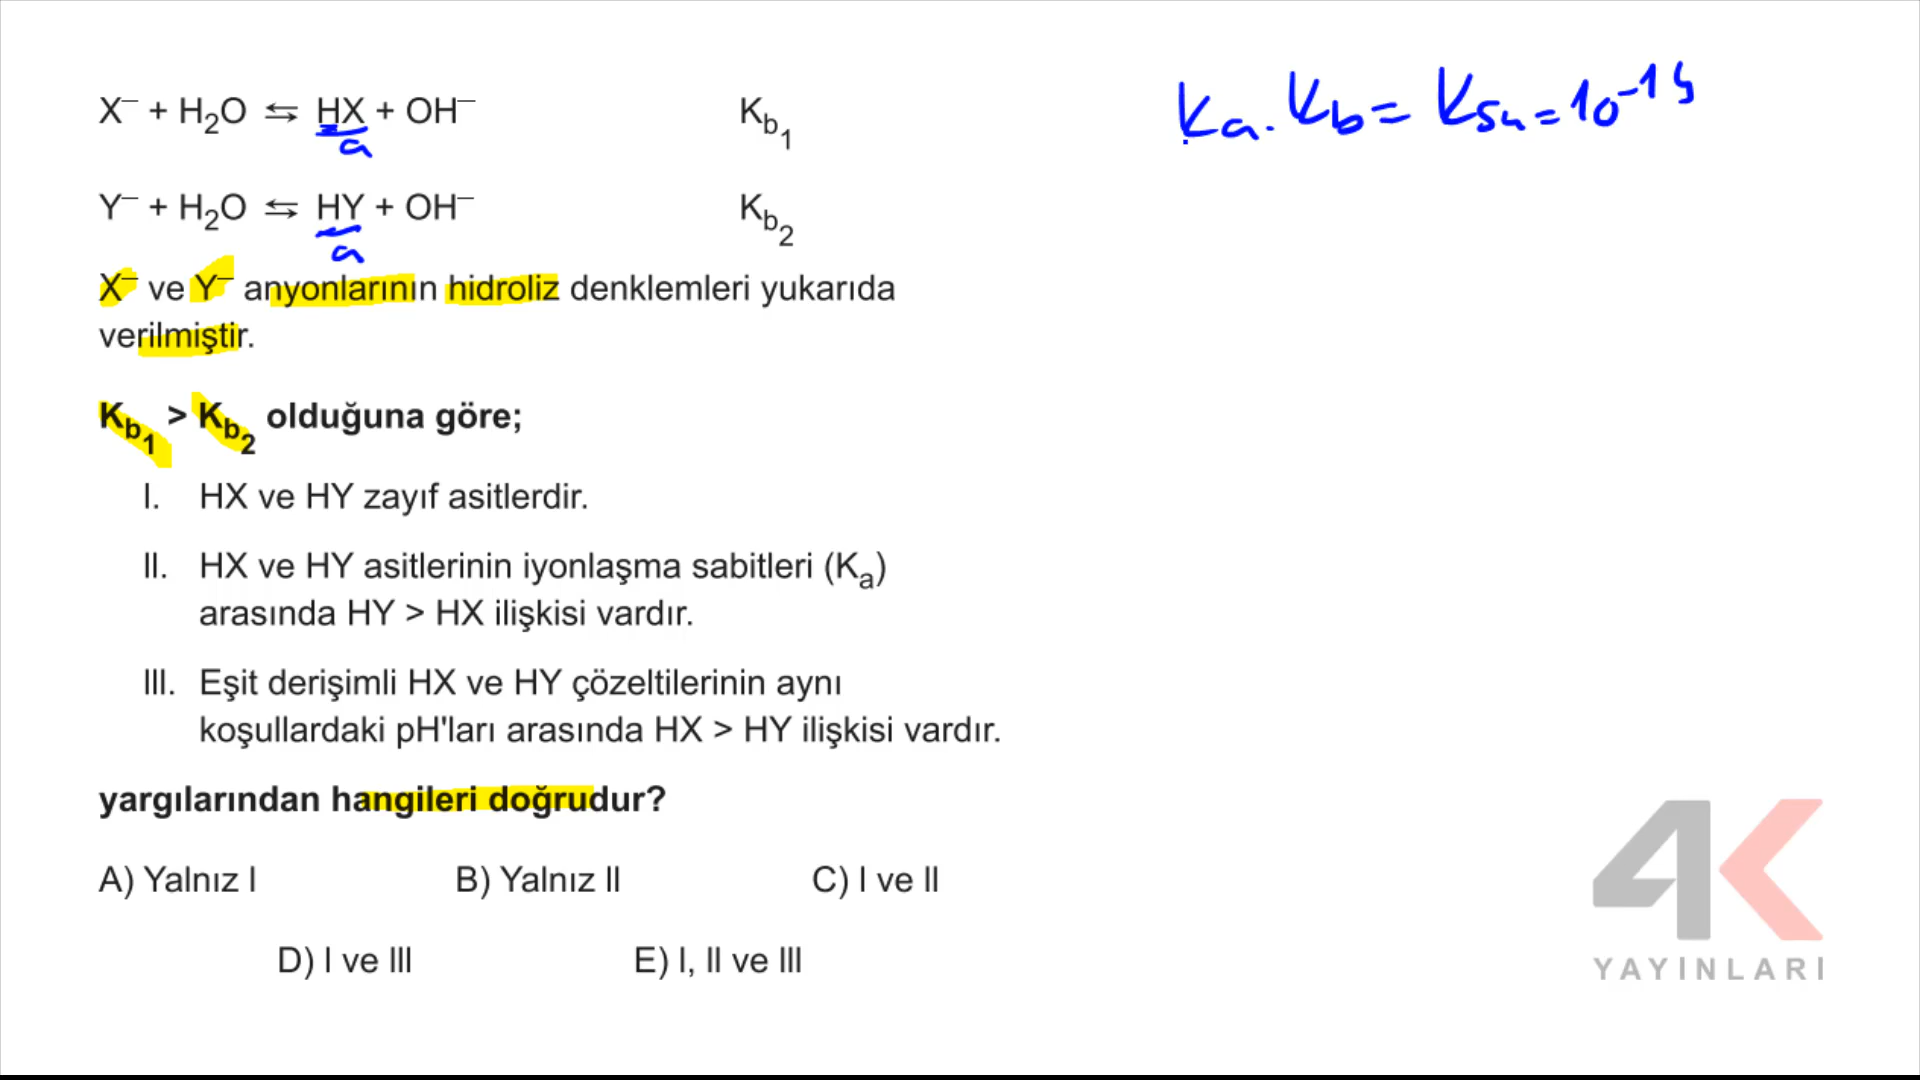 X⁻ + H₂O ⇆ HX + OH⁻ K_b₁
a
Ka. Kb = Ksu = 10⁻¹⁴
Y⁻ + H₂O ⇆ HY + OH⁻ K_b₂
a
X⁻ ve Y⁻ anyonlarının hidroliz denklemleri yukarıda
verilmiştir.
K_b₁ > K_b₂ olduğuna göre;
I. HX ve HY zayıf asitlerdir.
II. HX ve HY asitlerinin iyonlaşma sabitleri (Kₐ)
arasında HY > HX ilişkisi vardır.
III. Eşit derişimli HX ve HY çözeltilerinin aynı
koşullardaki pH'ları arasında HX > HY ilişkisi vardır.
yargılarından hangileri doğrudur?
A) Yalnız I B) Yalnız II C) I ve II
D) I ve III E) I, II ve III
4K
YAYINLARI